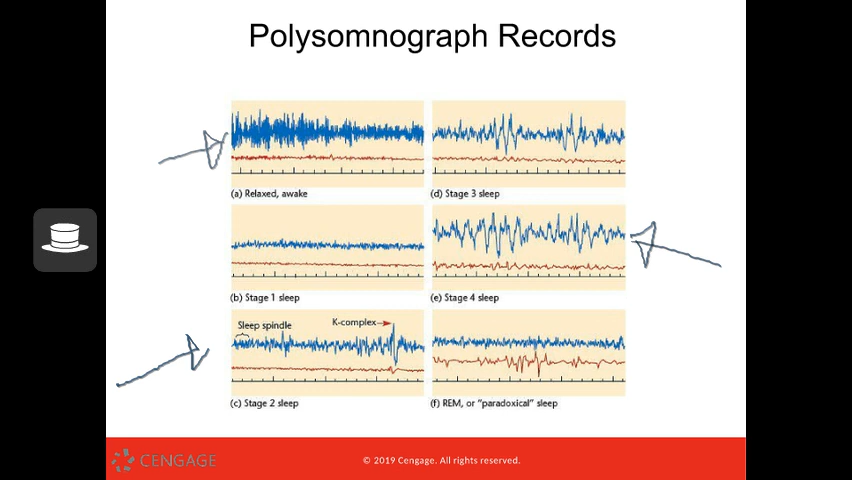 Polysomnograph Records
(a) Relaxed, awake
(d) Stage 3 sleep
(b) Stage 1 sleep
(e) Stage 4 sleep
Sleep spindle
K-complex
(c) Stage 2 sleep
(f) REM, or “paradoxical” sleep
CENGAGE
© 2019 Cengage. All rights reserved.